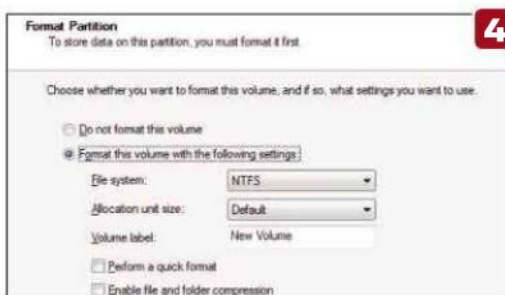 Format Partition
4
To store data on this partition, you must format it first.
Choose whether you want to format this volume, and if so, what settings you want to use.
Do not format this volume
Format this volume with the following settings:
File system: NTFS
Allocation unit size: Default
Volume label: New Volume
Perform a quick format
Enable file and folder compression